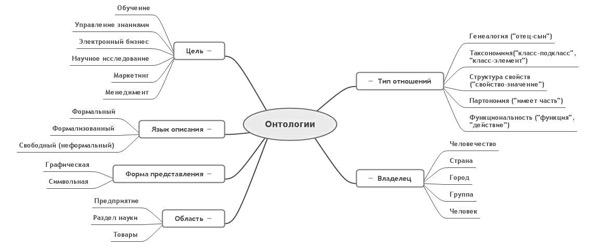 Обучение
Управление знаниями
Электронный бизнес
Научное исследование
Маркетинг
Менеджмент
Цель
Формальный
Формализованный
Свободный (неформальный)
Язык описания
Графическая
Символьная
Форма представления
Предприятие
Раздел науки
Товары
Область
Онтологии
Тип отношений
Генеалогия ("отец-сын")
Таксономия("класс-подкласс",
"класс-элемент")
Структура свойств
("свойство-значение")
Партономия ("имеет часть")
Функциональность ("функция",
"действие")
Владелец
Человечество
Страна
Город
Группа
Человек